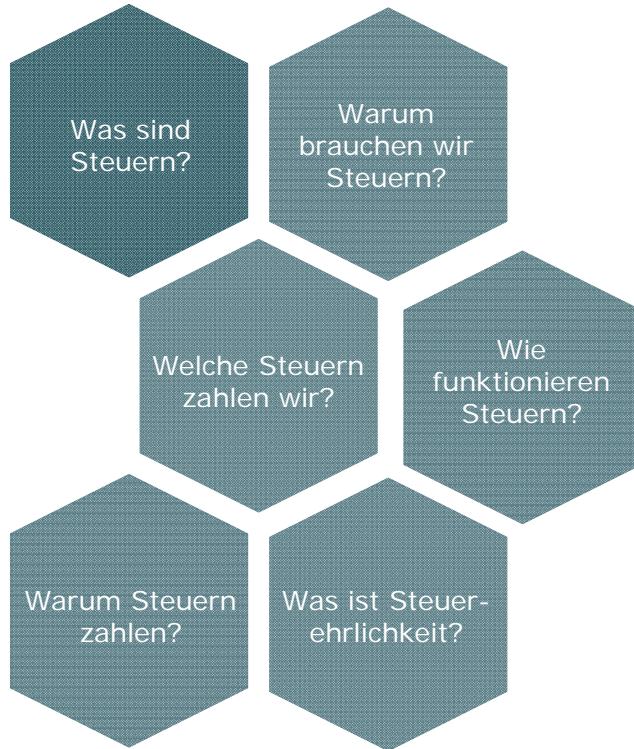 Was sind
Steuern?
Warum
brauchen wir
Steuern?
Welche Steuern
zahlen wir?
Wie
funktionieren
Steuern?
Warum Steuern
zahlen?
Was ist Steuer-
ehrlichkeit?